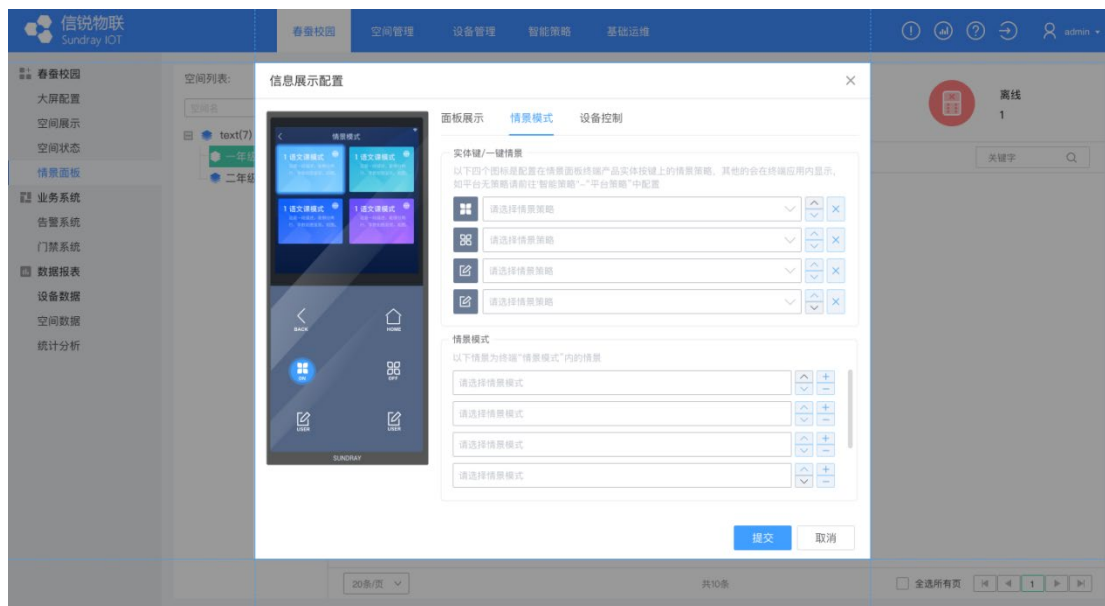 信锐物联
Sundray IOT
春蚕校园
空间管理
设备管理
智能策略
基础运维
admin
春蚕校园
大屏配置
空间展示
空间状态
情景面板
业务系统
告警系统
门禁系统
数据报表
设备数据
空间数据
统计分析
空间列表:
空间名
text(7)
一年级
二年级
离线
1
关键字
信息展示配置
面板展示
情景模式
设备控制
情景模式
1 语文课模式
1 语文课模式
1 语文课模式
1 语文课模式
BACK
HOME
ON
OFF
USER
USER
SUNDRAY
实体键/一键情景
以下四个图标是配置在情景面板终端产品实体按键上的情景策略，其他的会在终端应用内显示，
如平台无策略请前往“智能策略”-“平台策略”中配置
请选择情景策略
请选择情景策略
请选择情景策略
请选择情景策略
情景模式
以下情景为终端“情景模式”内的情景
请选择情景模式
请选择情景模式
请选择情景模式
请选择情景模式
提交
取消
20条/页
共10条
全选所有页
1